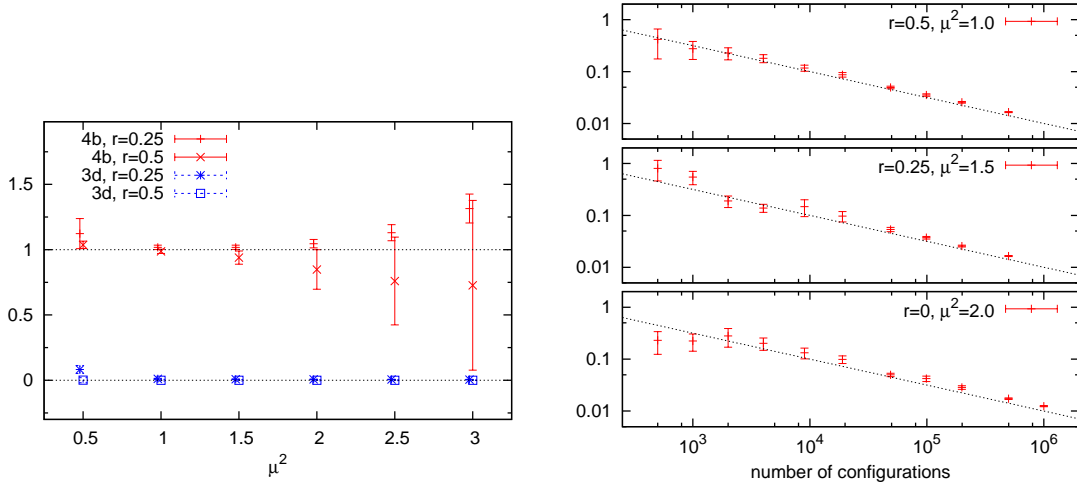 4b, r=0.25
4b, r=0.5
3d, r=0.25
3d, r=0.5
1.5
1
0.5
0
0.5 1 1.5 2 2.5 3
μ²
r=0.5, μ²=1.0
1
0.1
0.01
r=0.25, μ²=1.5
1
0.1
0.01
r=0, μ²=2.0
1
0.1
0.01
10³ 10⁴ 10⁵ 10⁶
number of configurations